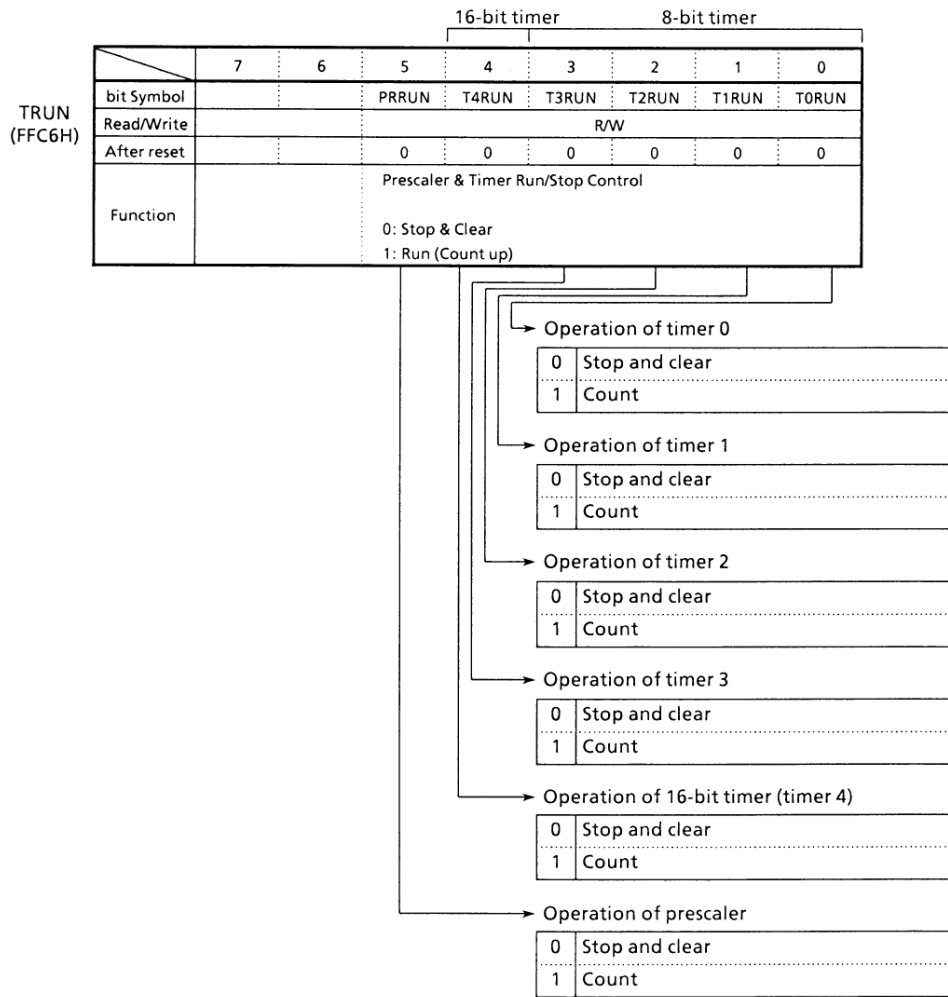 16-bit timer 8-bit timer
7 6 5 4 3 2 1 0
bit Symbol PRRUN T4RUN T3RUN T2RUN T1RUN T0RUN
TRUN
(FFC6H)
Read/Write R/W
After reset 0 0 0 0 0 0
Function
Prescaler & Timer Run/Stop Control
0: Stop & Clear
1: Run (Count up)
Operation of timer 0
0 Stop and clear
1 Count
Operation of timer 1
0 Stop and clear
1 Count
Operation of timer 2
0 Stop and clear
1 Count
Operation of timer 3
0 Stop and clear
1 Count
Operation of 16-bit timer (timer 4)
0 Stop and clear
1 Count
Operation of prescaler
0 Stop and clear
1 Count